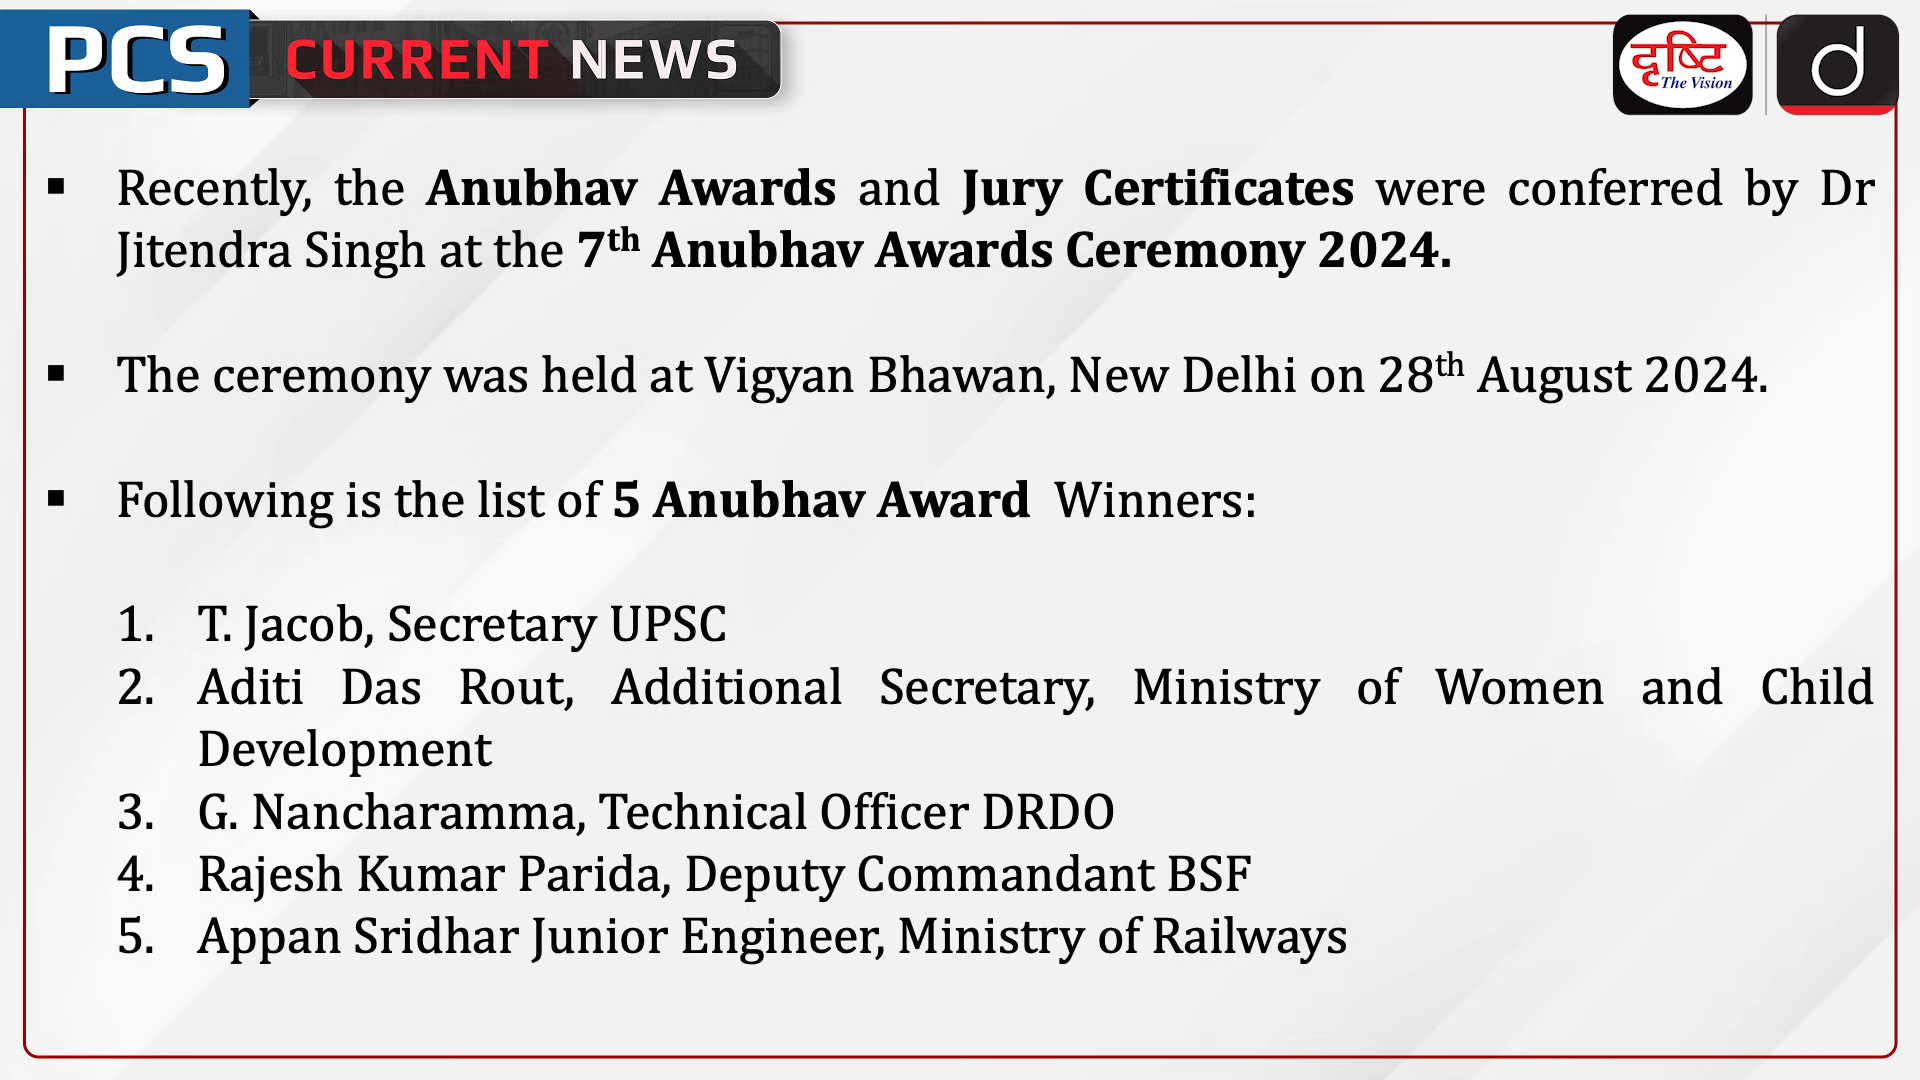 PCS CURRENT NEWS
दृष्टि
The Vision
d
▪ Recently, the Anubhav Awards and Jury Certificates were conferred by Dr
Jitendra Singh at the 7th Anubhav Awards Ceremony 2024.
▪ The ceremony was held at Vigyan Bhawan, New Delhi on 28th August 2024.
▪ Following is the list of 5 Anubhav Award Winners:
1. T. Jacob, Secretary UPSC
2. Aditi Das Rout, Additional Secretary, Ministry of Women and Child
Development
3. G. Nancharamma, Technical Officer DRDO
4. Rajesh Kumar Parida, Deputy Commandant BSF
5. Appan Sridhar Junior Engineer, Ministry of Railways